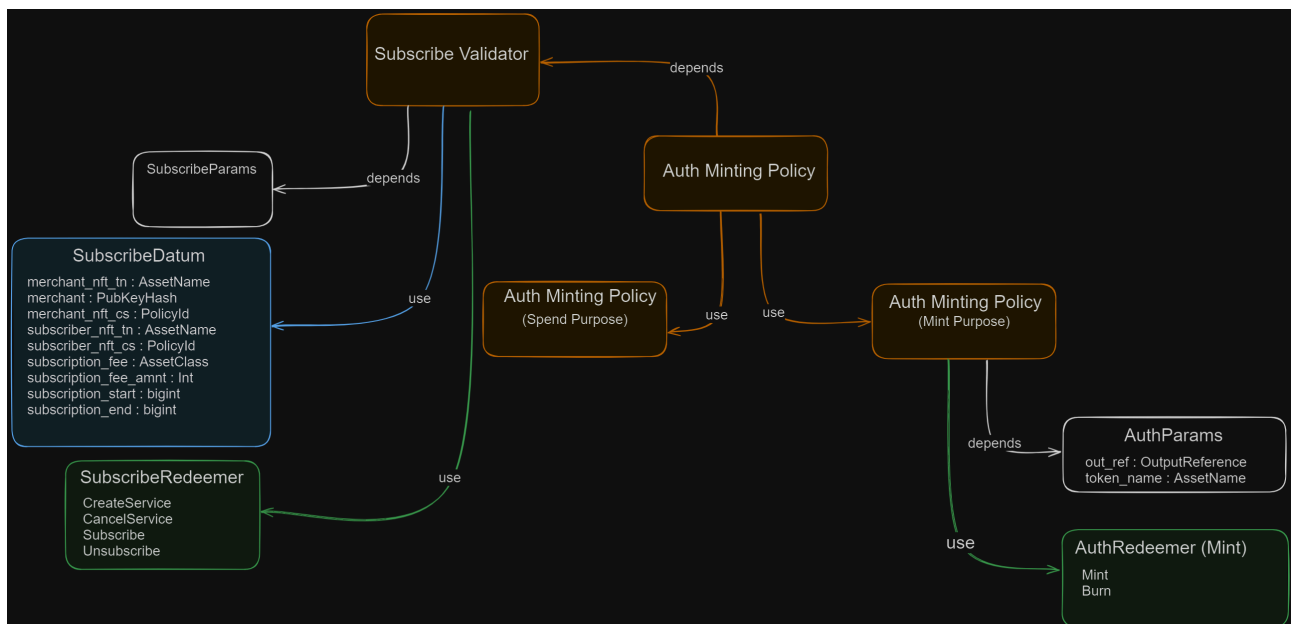 Subscribe Validator
depends
Auth Minting Policy
SubscribeParams
depends
SubscribeDatum
merchant_nft_tn : AssetName
merchant : PubKeyHash
merchant_nft_cs : PolicyId
subscriber_nft_tn : AssetName
subscriber_nft_cs : PolicyId
subscription_fee : AssetClass
subscription_fee_amnt : Int
subscription_start : bigint
subscription_end : bigint
use
Auth Minting Policy
(Spend Purpose)
use
use
Auth Minting Policy
(Mint Purpose)
SubscribeRedeemer
CreateService
CancelService
Subscribe
Unsubscribe
use
depends
AuthParams
out_ref : OutputReference
token_name : AssetName
use
AuthRedeemer (Mint)
Mint
Burn